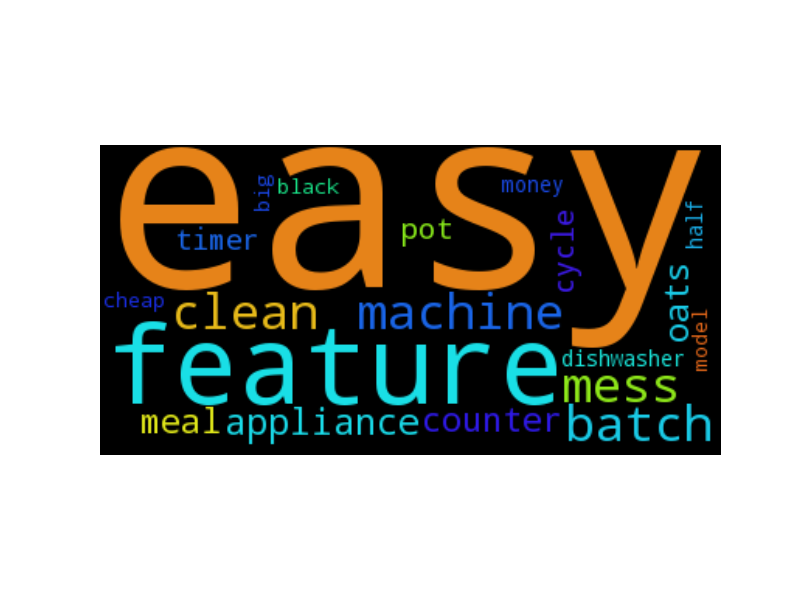 easy
big
black
money
timer
pot
cycle
half
cheap
clean
machine
oats
model
feature
dishwasher
mess
meal
appliance
counter
batch